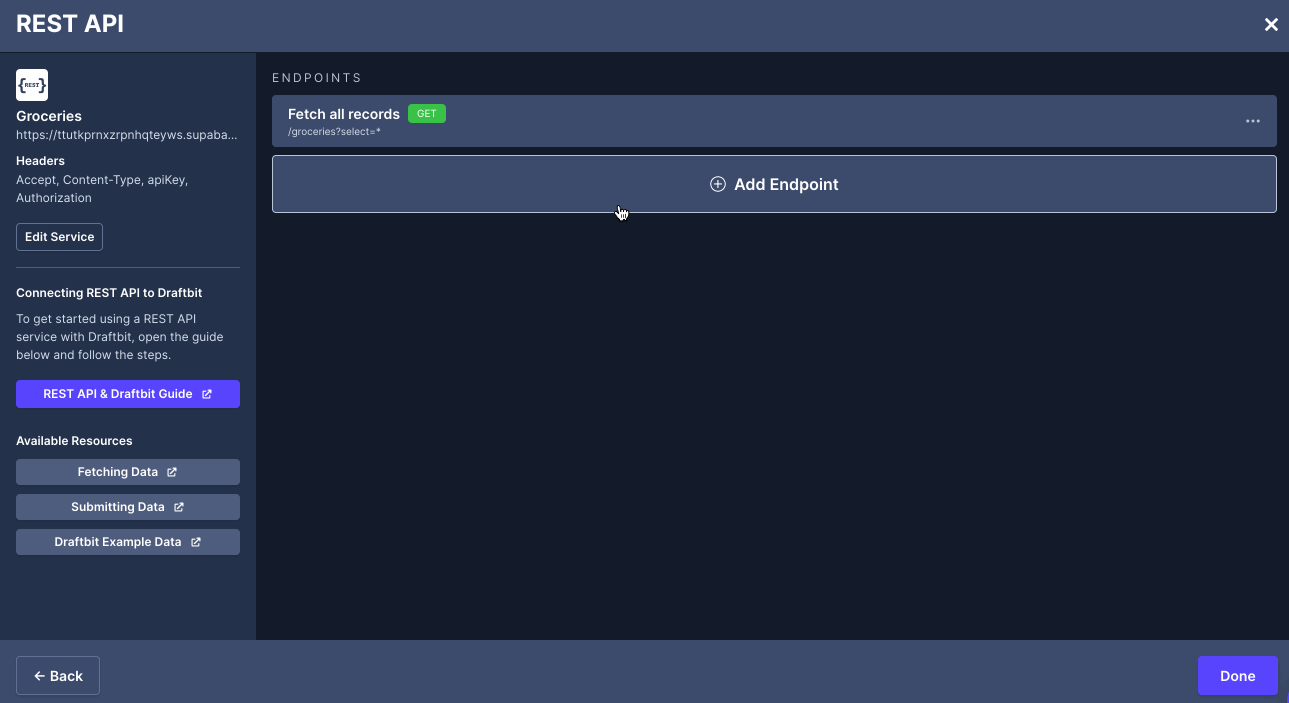 REST API
{REST}
Groceries
https://ttutkprnxzrpnhqteyws.supaba...
Headers
Accept, Content-Type, apiKey,
Authorization
Edit Service
Connecting REST API to Draftbit
To get started using a REST API
service with Draftbit, open the guide
below and follow the steps.
REST API & Draftbit Guide
Available Resources
Fetching Data
Submitting Data
Draftbit Example Data
ENDPOINTS
Fetch all records GET
/groceries?select=*
Add Endpoint
← Back
Done